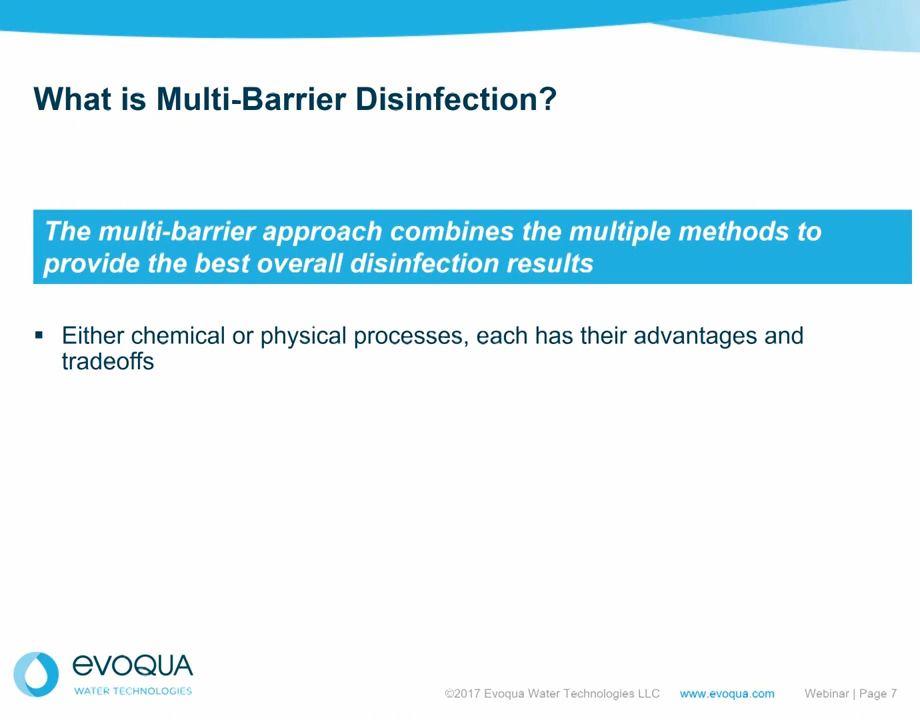 What is Multi-Barrier Disinfection?
The multi-barrier approach combines the multiple methods to
provide the best overall disinfection results
▪ Either chemical or physical processes, each has their advantages and
tradeoffs
evoqua
WATER TECHNOLOGIES
©2017 Evoqua Water Technologies LLC www.evoqua.com Webinar | Page 7